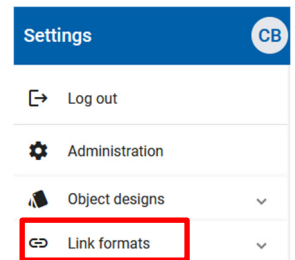 Settings CB
Log out
Administration
Object designs
Link formats